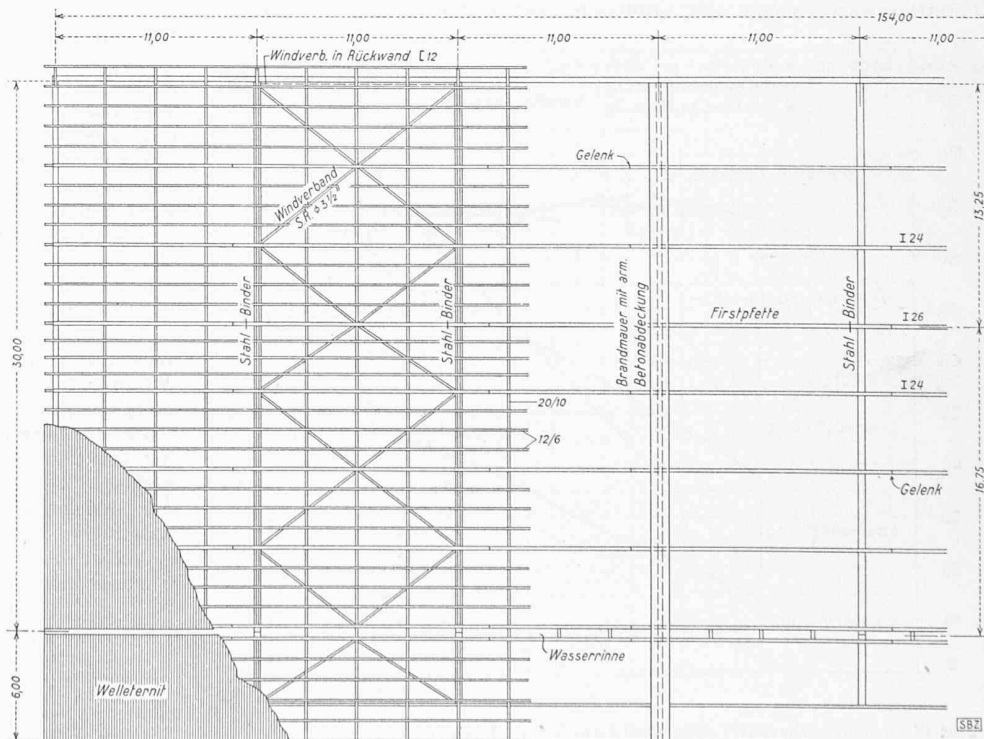 154,00
11,00 11,00 11,00 11,00 11,00
Windverb. in Rückwand [12
30,00
13,25
Gelenk
Windverband
S.R. ϕ 3 1/2"
I 24
Stahl–Binder
Stahl–Binder
Brandmauer mit arm.
Betonabdeckung
Firstpfette
Stahl–Binder
I 26
I 24
20/10
12/6
Gelenk
16,75
Wasserrinne
6,00
Welleternit
SBZ